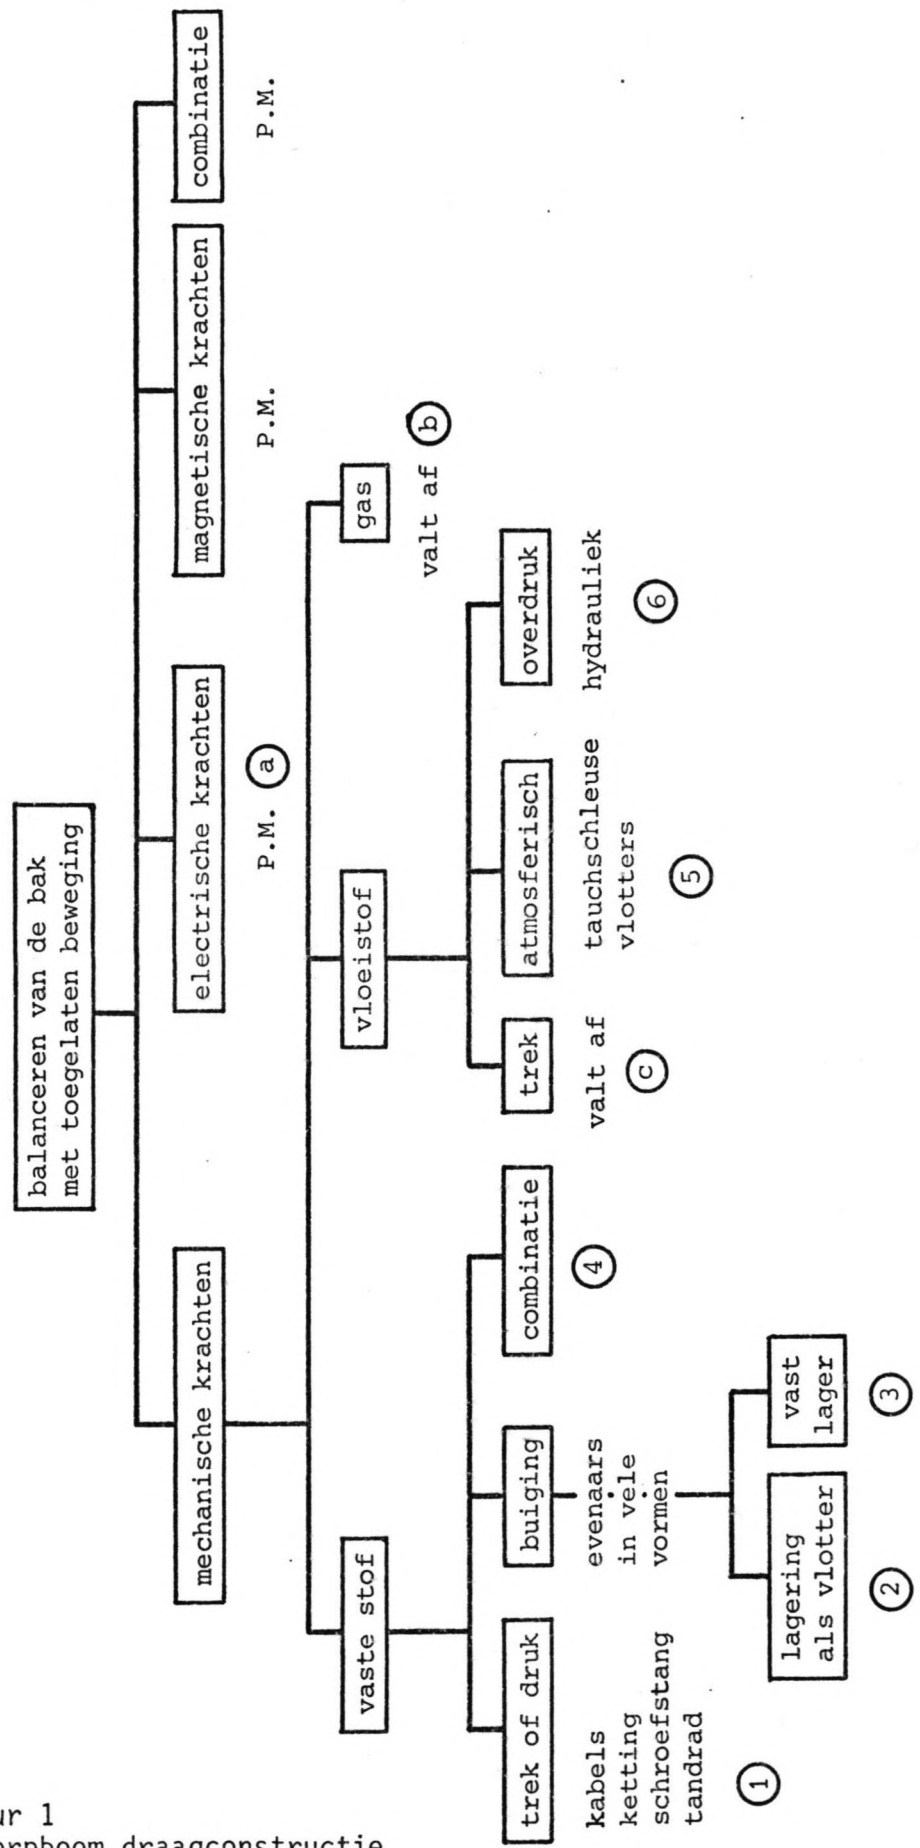 balanceren van de bak
met toegelaten beweging
mechanische krachten
electrische krachten
P.M. a
magnetische krachten
P.M.
combinatie
P.M.
vaste stof
vloeistof
gas
valt af b
trek of druk
kabels
ketting
schroefstang
tandrad
1
buiging
evenaars
in vele
vormen
combinatie
4
trek
valt af
c
atmosferisch
tauchschleuse
vlotters
5
overdruk
hydrauliek
6
lagering
als vlotter
2
vast
lager
3
ur 1
draagconstructie